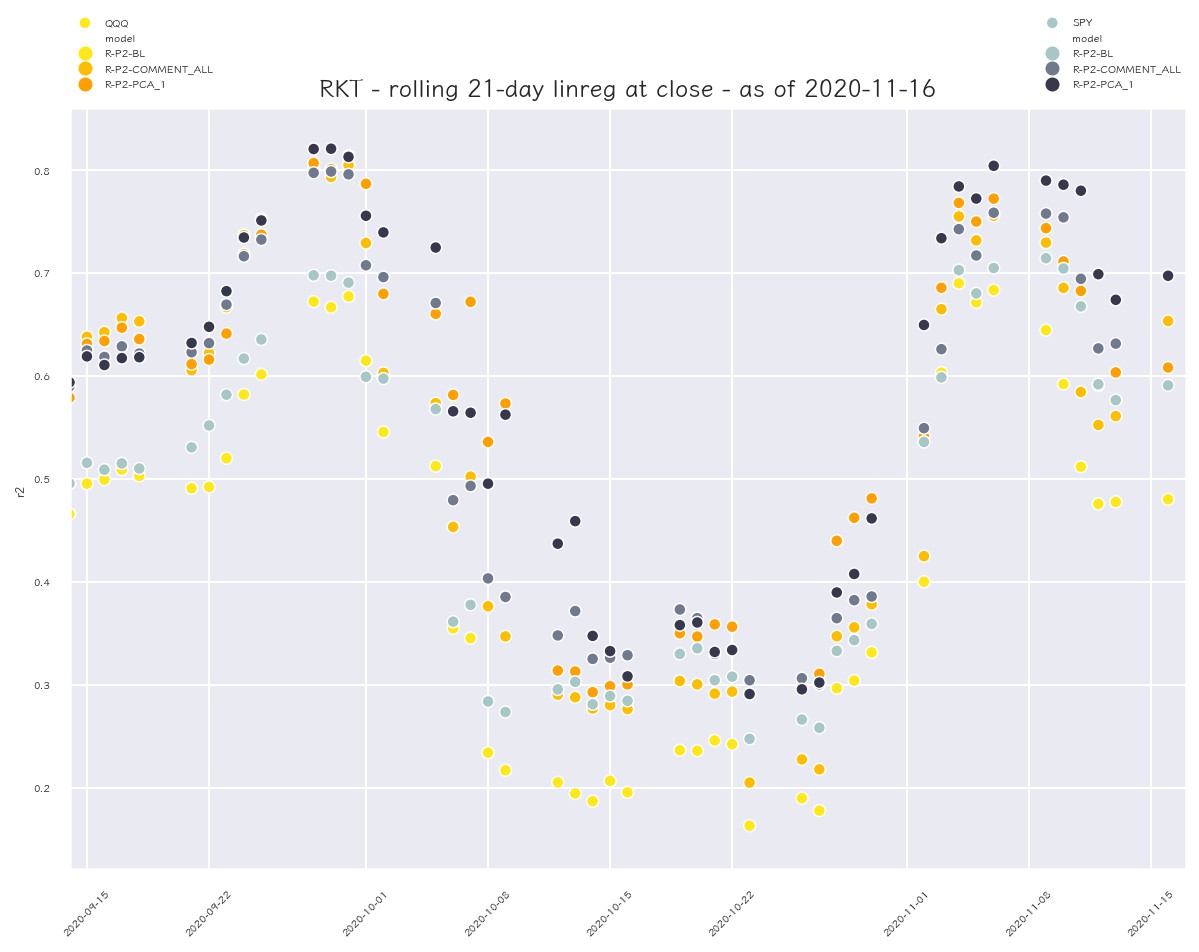 QQQ
model
R-P2-BL
R-P2-COMMENT_ALL
R-P2-PCA_1
SPY
model
R-P2-BL
R-P2-COMMENT_ALL
R-P2-PCA_1
RKT - rolling 21-day linreg at close - as of 2020-11-16
r2
0.8
0.7
0.6
0.5
0.4
0.3
0.2
2020-09-15
2020-09-22
2020-10-01
2020-10-08
2020-10-15
2020-10-22
2020-11-01
2020-11-08
2020-11-15